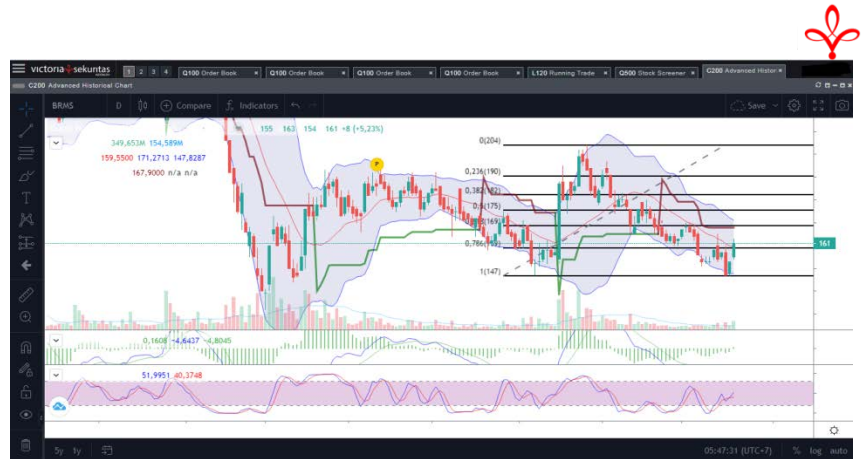 victoria sekuritas 1 2 3 4 Q100 Order Book × Q100 Order Book × Q100 Order Book × Q100 Order Book × L120 Running Trade × Q500 Stock Screener × C200 Advanced Histor ×
C200 Advanced Historical Chart
BRMS D Compare Indicators Save
155 163 154 161 +8 (+5,23%)
349,653M 154,589M
159,5500 171,2713 147,8287
167,9000 n/a n/a
P
0(204)
0,236(190)
0,382(182)
0,5(175)
1(147)
161
0,1608 -4,6437 -4,8045
51,9951 40,3748
5y 1y 05:47:31 (UTC+7) % log auto